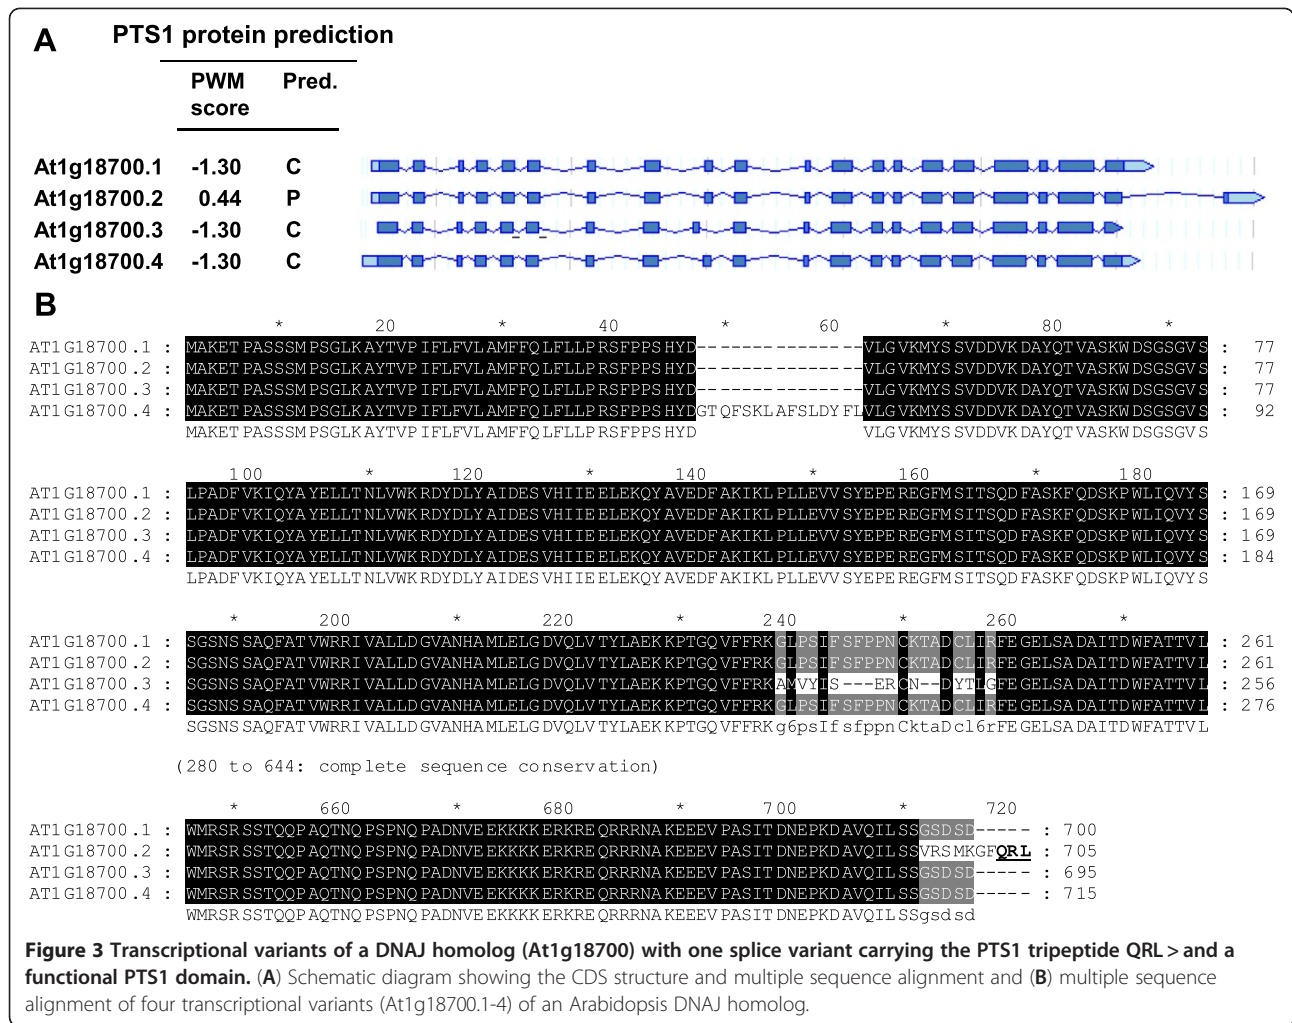 A PTS1 protein prediction
PWM score Pred.
At1g18700.1 -1.30 C
At1g18700.2 0.44 P
At1g18700.3 -1.30 C
At1g18700.4 -1.30 C
B
* 20 * 40 * 60 * 80 *
AT1G18700.1 : MAKETPASSSMPSGLKAYTVPIFLFVLAMFFQLFLLPRSFPPSHYD---------------VLGVKMYSSVDDVKDAYQTVASKWDSGSGVS : 77
AT1G18700.2 : MAKETPASSSMPSGLKAYTVPIFLFVLAMFFQLFLLPRSFPPSHYD---------------VLGVKMYSSVDDVKDAYQTVASKWDSGSGVS : 77
AT1G18700.3 : MAKETPASSSMPSGLKAYTVPIFLFVLAMFFQLFLLPRSFPPSHYD---------------VLGVKMYSSVDDVKDAYQTVASKWDSGSGVS : 77
AT1G18700.4 : MAKETPASSSMPSGLKAYTVPIFLFVLAMFFQLFLLPRSFPPSHYDGTQFSKLAFSLDYFLVLGVKMYSSVDDVKDAYQTVASKWDSGSGVS : 92
MAKETPASSSMPSGLKAYTVPIFLFVLAMFFQLFLLPRSFPPSHYD VLGVKMYSSVDDVKDAYQTVASKWDSGSGVS
100 * 120 * 140 * 160 * 180
AT1G18700.1 : LPADFVKIQYAYELLTNLVWKRDYDLYAIDESVHIIEELEKQYAVEDFAKIKLPLLEVVSYEPEREGFMSITSQDFASKFQDSKPWLIQVYS : 169
AT1G18700.2 : LPADFVKIQYAYELLTNLVWKRDYDLYAIDESVHIIEELEKQYAVEDFAKIKLPLLEVVSYEPEREGFMSITSQDFASKFQDSKPWLIQVYS : 169
AT1G18700.3 : LPADFVKIQYAYELLTNLVWKRDYDLYAIDESVHIIEELEKQYAVEDFAKIKLPLLEVVSYEPEREGFMSITSQDFASKFQDSKPWLIQVYS : 169
AT1G18700.4 : LPADFVKIQYAYELLTNLVWKRDYDLYAIDESVHIIEELEKQYAVEDFAKIKLPLLEVVSYEPEREGFMSITSQDFASKFQDSKPWLIQVYS : 184
LPADFVKIQYAYELLTNLVWKRDYDLYAIDESVHIIEELEKQYAVEDFAKIKLPLLEVVSYEPEREGFMSITSQDFASKFQDSKPWLIQVYS
* 200 * 220 * 240 * 260 *
AT1G18700.1 : SGSNSSAQFATVWRRIVALLDGVANHAMLELGDVQLVTYLAEKKPTGQVFFRKGLPSIFSFPPNCKTADCLIRFEGELSADAITDWFATTVL : 261
AT1G18700.2 : SGSNSSAQFATVWRRIVALLDGVANHAMLELGDVQLVTYLAEKKPTGQVFFRKGLPSIFSFPPNCKTADCLIRFEGELSADAITDWFATTVL : 261
AT1G18700.3 : SGSNSSAQFATVWRRIVALLDGVANHAMLELGDVQLVTYLAEKKPTGQVFFRKAMVYIS---ERCN--DYTLGFEGELSADAITDWFATTVL : 256
AT1G18700.4 : SGSNSSAQFATVWRRIVALLDGVANHAMLELGDVQLVTYLAEKKPTGQVFFRKGLPSIFSFPPNCKTADCLIRFEGELSADAITDWFATTVL : 276
SGSNSSAQFATVWRRIVALLDGVANHAMLELGDVQLVTYLAEKKPTGQVFFRKg6psIfsfppnCktaDcl6rFEGELSADAITDWFATTVL
(280 to 644: complete sequence conservation)
* 660 * 680 * 700 * 720
AT1G18700.1 : WMRSRSSTQQPAQTNQPSPNQPADNVEEKKKKERKREQRRRNAKEEEVPASITDNEPKDAVQILSSGSDSD----- : 700
AT1G18700.2 : WMRSRSSTQQPAQTNQPSPNQPADNVEEKKKKERKREQRRRNAKEEEVPASITDNEPKDAVQILSSVRSMKGFQRL : 705
AT1G18700.3 : WMRSRSSTQQPAQTNQPSPNQPADNVEEKKKKERKREQRRRNAKEEEVPASITDNEPKDAVQILSSGSDSD----- : 695
AT1G18700.4 : WMRSRSSTQQPAQTNQPSPNQPADNVEEKKKKERKREQRRRNAKEEEVPASITDNEPKDAVQILSSGSDSD----- : 715
WMRSRSSTQQPAQTNQPSPNQPADNVEEKKKKERKREQRRRNAKEEEVPASITDNEPKDAVQILSSgsdsd
Figure 3 Transcriptional variants of a DNAJ homolog (At1g18700) with one splice variant carrying the PTS1 tripeptide QRL > and a
functional PTS1 domain. (A) Schematic diagram showing the CDS structure and multiple sequence alignment and (B) multiple sequence
alignment of four transcriptional variants (At1g18700.1-4) of an Arabidopsis DNAJ homolog.